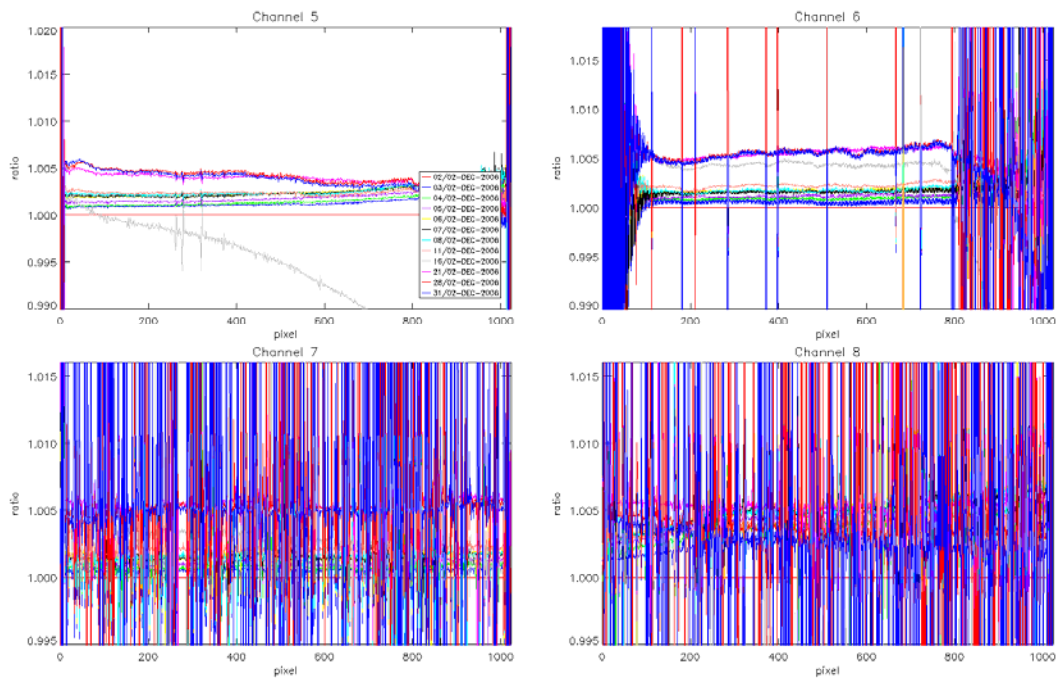 Channel 5
1.020
1.015
1.010
1.005
1.000
0.995
0.990
ratio
0 200 400 600 800 1000
pixel
02/02-DEC-2006
03/02-DEC-2006
04/02-DEC-2006
05/02-DEC-2006
06/02-DEC-2006
07/02-DEC-2006
08/02-DEC-2006
11/02-DEC-2006
16/02-DEC-2006
21/02-DEC-2006
28/02-DEC-2006
31/02-DEC-2006
Channel 6
1.015
1.010
1.005
1.000
0.995
0.990
ratio
0 200 400 600 800 1000
pixel
Channel 7
1.015
1.010
1.005
1.000
0.995
ratio
0 200 400 600 800 1000
pixel
Channel 8
1.015
1.010
1.005
1.000
0.995
ratio
0 200 400 600 800 1000
pixel